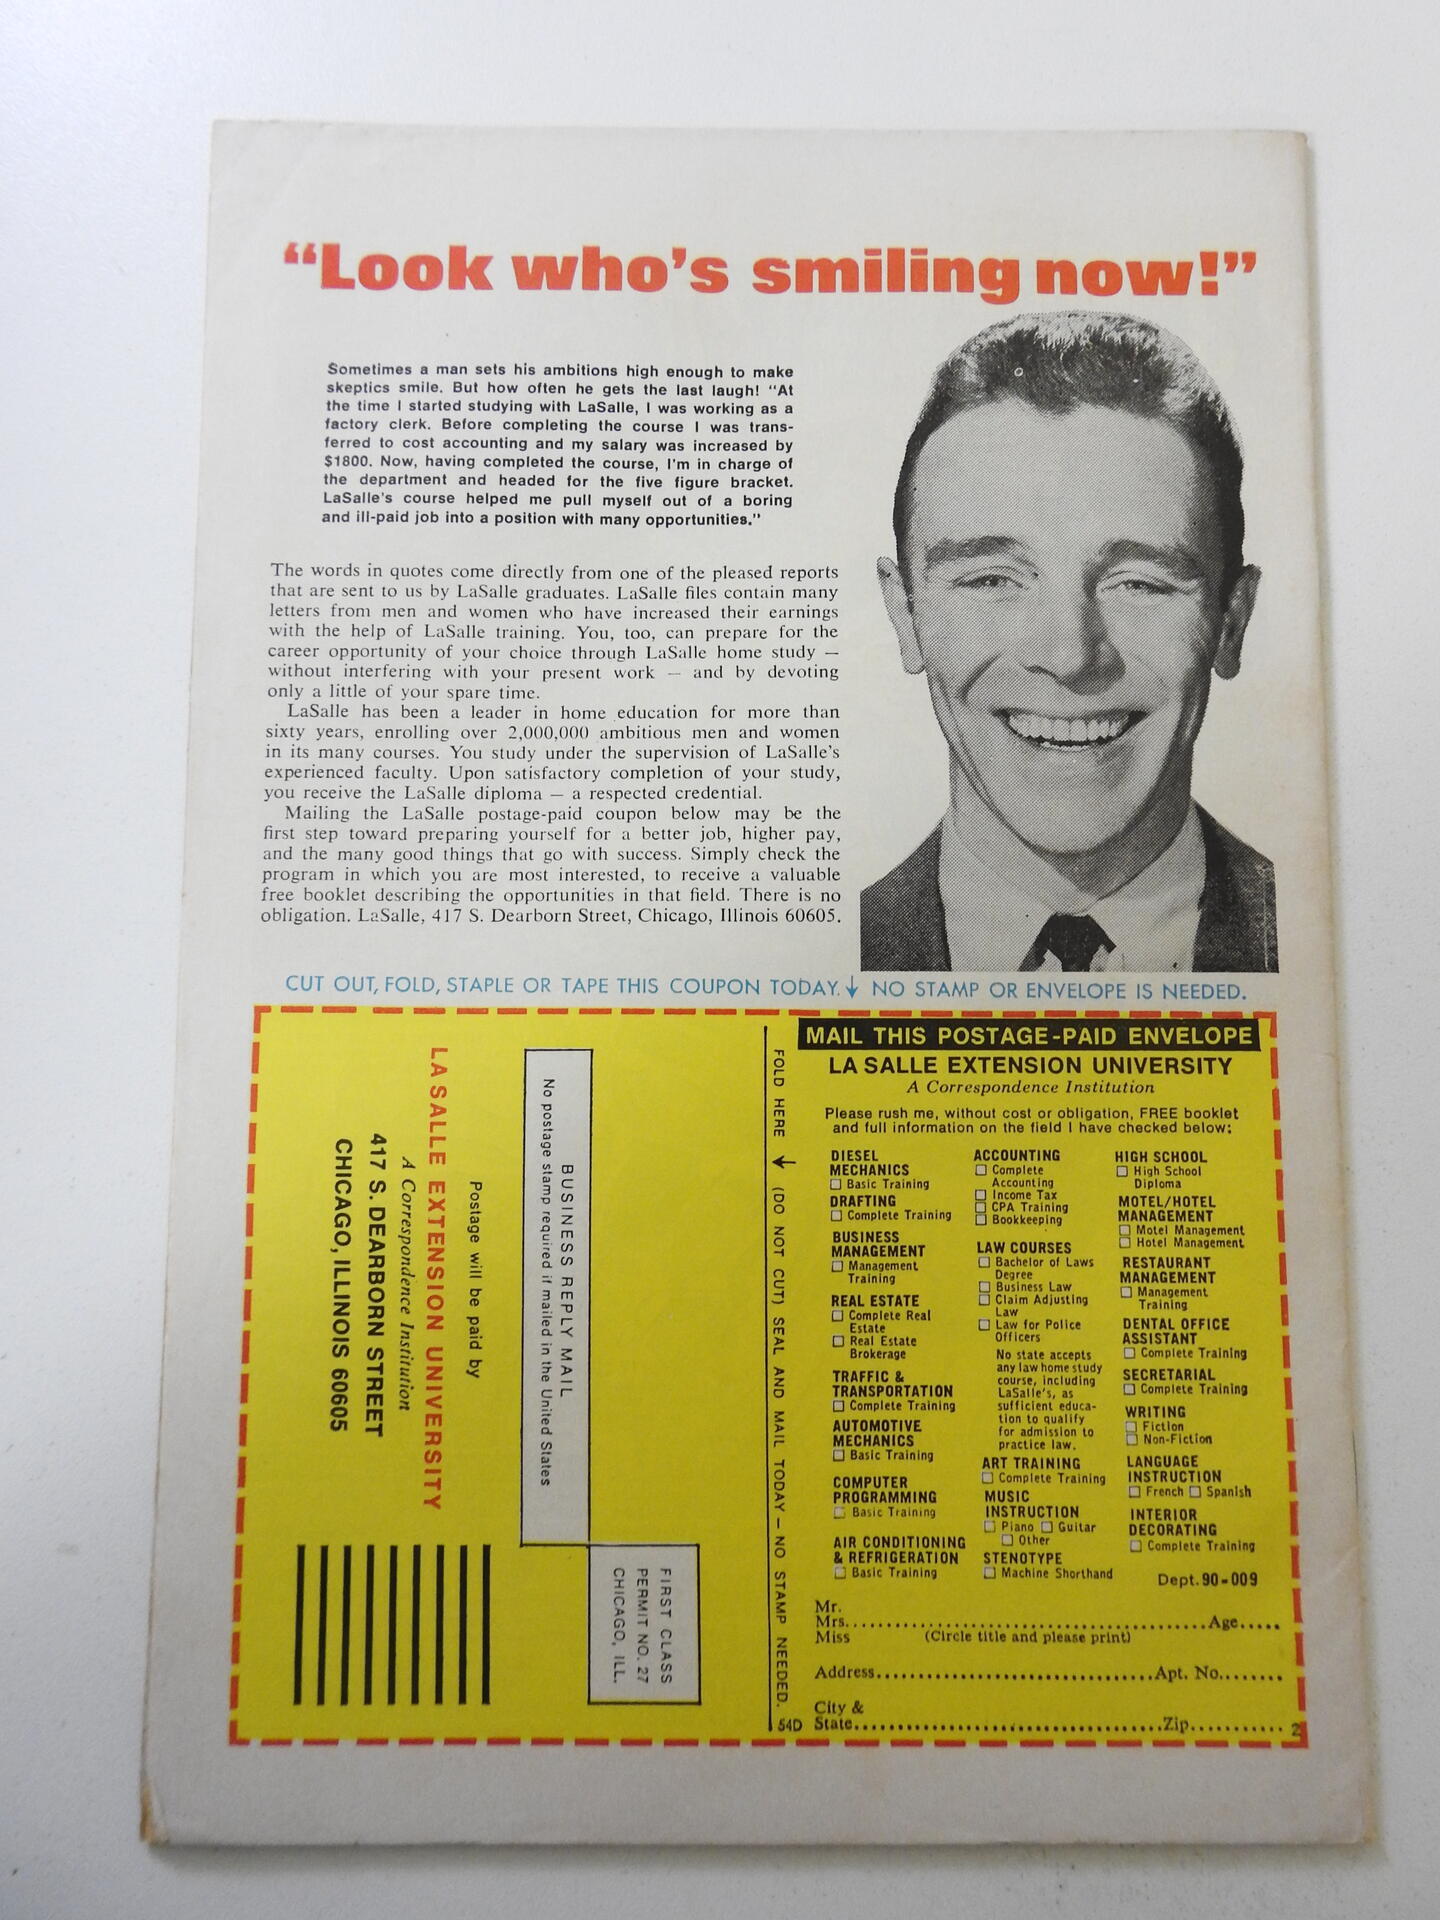 “Look who’s smiling now!”
Sometimes a man sets his ambitions high enough to make
skeptics smile. But how often he gets the last laugh! “At
the time I started studying with LaSalle, I was working as a
factory clerk. Before completing the course I was trans-
ferred to cost accounting and my salary was increased by
$1800. Now, having completed the course, I’m in charge of
the department and headed for the five figure bracket.
LaSalle’s course helped me pull myself out of a boring
and ill-paid job into a position with many opportunities.”
The words in quotes come directly from one of the pleased reports
that are sent to us by LaSalle graduates. LaSalle files contain many
letters from men and women who have increased their earnings
with the help of LaSalle training. You, too, can prepare for the
career opportunity of your choice through LaSalle home study —
without interfering with your present work — and by devoting
only a little of your spare time.
LaSalle has been a leader in home education for more than
sixty years, enrolling over 2,000,000 ambitious men and women
in its many courses. You study under the supervision of LaSalle’s
experienced faculty. Upon satisfactory completion of your study,
you receive the LaSalle diploma — a respected credential.
Mailing the LaSalle postage-paid coupon below may be the
first step toward preparing yourself for a better job, higher pay,
and the many good things that go with success. Simply check the
program in which you are most interested, to receive a valuable
free booklet describing the opportunities in that field. There is no
obligation. LaSalle, 417 S. Dearborn Street, Chicago, Illinois 60605.
CUT OUT, FOLD, STAPLE OR TAPE THIS COUPON TODAY. ↓ NO STAMP OR ENVELOPE IS NEEDED.
FIRST CLASS
PERMIT NO. 27
CHICAGO, ILL.
BUSINESS REPLY MAIL
No postage stamp required if mailed in the United States
Postage will be paid by
LA SALLE EXTENSION UNIVERSITY
A Correspondence Institution
417 S. DEARBORN STREET
CHICAGO, ILLINOIS 60605
FOLD HERE → (DO NOT CUT) SEAL AND MAIL TODAY — NO STAMP NEEDED.
54D
MAIL THIS POSTAGE-PAID ENVELOPE
LA SALLE EXTENSION UNIVERSITY
A Correspondence Institution
Please rush me, without cost or obligation, FREE booklet
and full information on the field I have checked below:
DIESEL
MECHANICS
☐ Basic Training
DRAFTING
☐ Complete Training
BUSINESS
MANAGEMENT
☐ Management
Training
REAL ESTATE
☐ Complete Real
Estate
☐ Real Estate
Brokerage
TRAFFIC &
TRANSPORTATION
☐ Complete Training
AUTOMOTIVE
MECHANICS
☐ Basic Training
COMPUTER
PROGRAMMING
☐ Basic Training
AIR CONDITIONING
& REFRIGERATION
☐ Basic Training
ACCOUNTING
☐ Complete
Accounting
☐ Income Tax
☐ CPA Training
☐ Bookkeeping
LAW COURSES
☐ Bachelor of Laws
Degree
☐ Business Law
☐ Claim Adjusting
Law
☐ Law for Police
Officers
No state accepts
any law home study
course, including
LaSalle’s, as
sufficient educa-
tion to qualify
for admission to
practice law.
ART TRAINING
☐ Complete Training
MUSIC
INSTRUCTION
☐ Piano ☐ Guitar
☐ Other
STENOTYPE
☐ Machine Shorthand
HIGH SCHOOL
☐ High School
Diploma
MOTEL/HOTEL
MANAGEMENT
☐ Motel Management
☐ Hotel Management
RESTAURANT
MANAGEMENT
☐ Management
Training
DENTAL OFFICE
ASSISTANT
☐ Complete Training
SECRETARIAL
☐ Complete Training
WRITING
☐ Fiction
☐ Non-Fiction
LANGUAGE
INSTRUCTION
☐ French ☐ Spanish
INTERIOR
DECORATING
☐ Complete Training
Dept. 90-009
Mr.
Mrs. Age
Miss (Circle title and please print)
Address Apt. No.
City &
State Zip 2